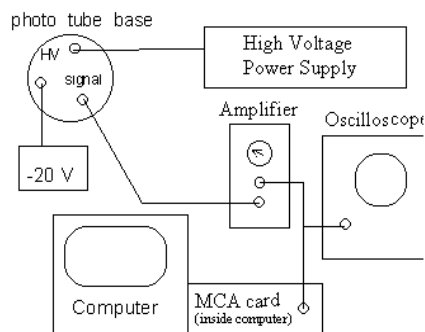 photo tube base
HV
signal
High Voltage
Power Supply
-20 V
Amplifier
Oscilloscope
Computer
MCA card
(inside computer)